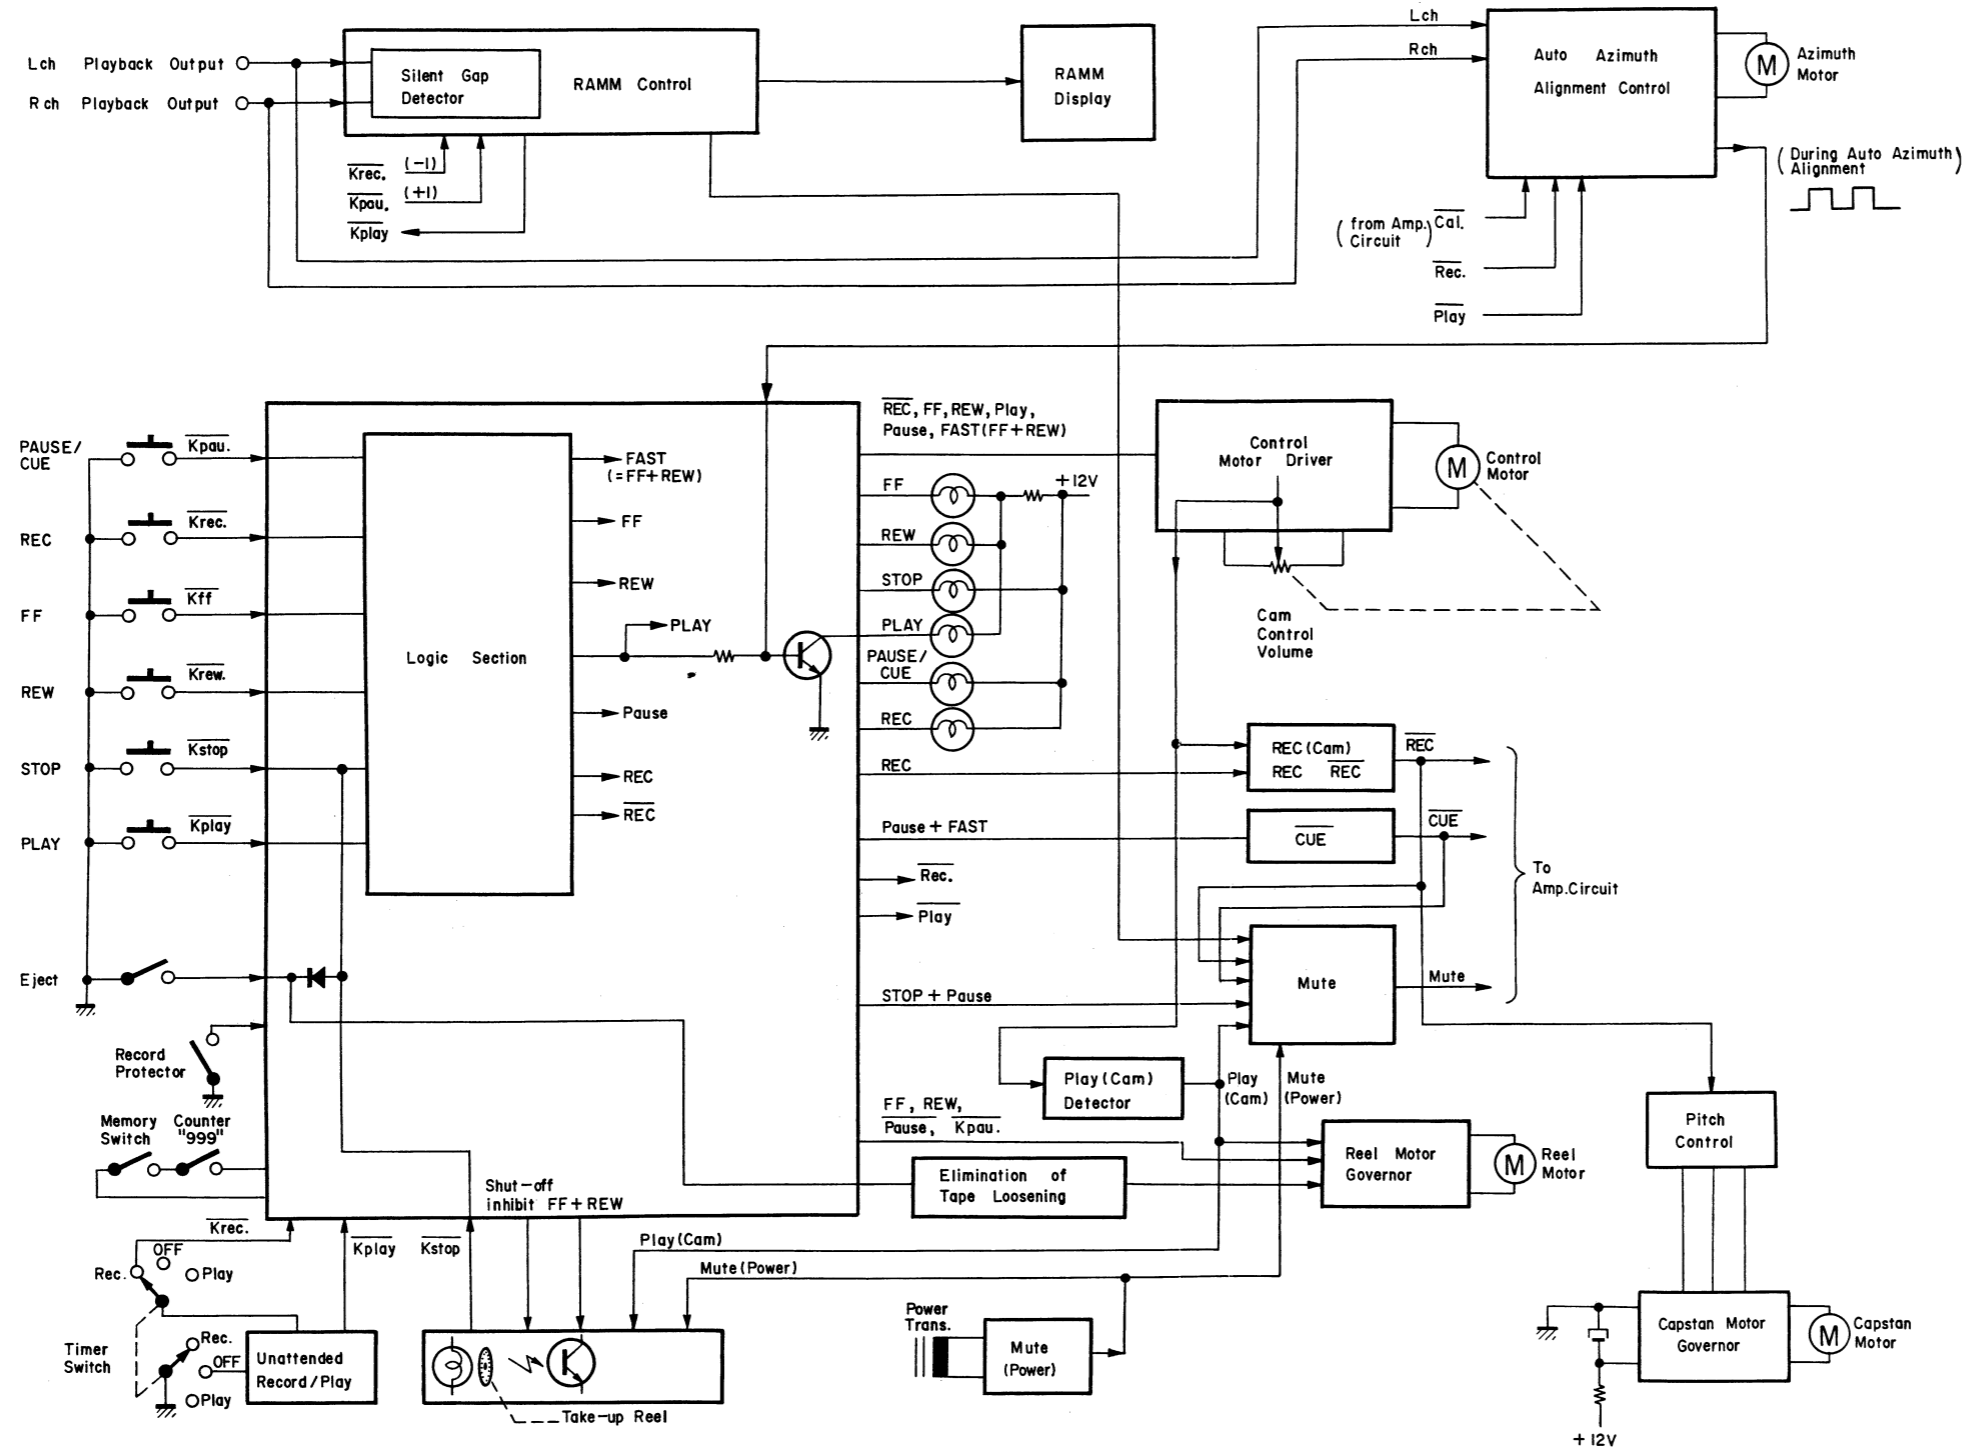 Lch Playback Output
Rch Playback Output
Silent Gap
Detector
RAMM Control
RAMM
Display
Lch
Rch
Auto Azimuth
Alignment Control
M
Azimuth
Motor
(During Auto Azimuth)
Alignment
Krec. (-1)
Kpau. (+1)
Kplay
(from Amp.)
Circuit
Cal.
Rec.
Play
PAUSE/
CUE
Kpau.
REC
Krec.
FF
Kff
REW
Krew.
STOP
Kstop
PLAY
Kplay
Eject
Logic Section
FAST
(=FF+REW)
FF
REW
PLAY
Pause
REC
REC
REC, FF, REW, Play,
Pause, FAST(FF+REW)
FF
+12V
REW
STOP
PLAY
PAUSE/
CUE
REC
REC
Pause + FAST
Rec.
Play
STOP + Pause
FF, REW,
Pause, Kpau.
Control
Motor Driver
M
Control
Motor
Cam
Control
Volume
REC(Cam)
REC REC
REC
CUE
CUE
To
Amp.Circuit
Mute
Mute
Play(Cam)
Detector
Play
(Cam)
Mute
(Power)
Pitch
Control
Reel Motor
Governor
M
Reel
Motor
Elimination of
Tape Loosening
Record
Protector
Memory
Switch
Counter
"999"
Shut-off
inhibit FF+REW
Krec.
Kplay
Kstop
Play(Cam)
Mute(Power)
OFF
Rec.
Play
Timer
Switch
Rec.
OFF
Play
Unattended
Record/Play
Take-up Reel
Power
Trans.
Mute
(Power)
Capstan Motor
Governor
M
Capstan
Motor
+12V